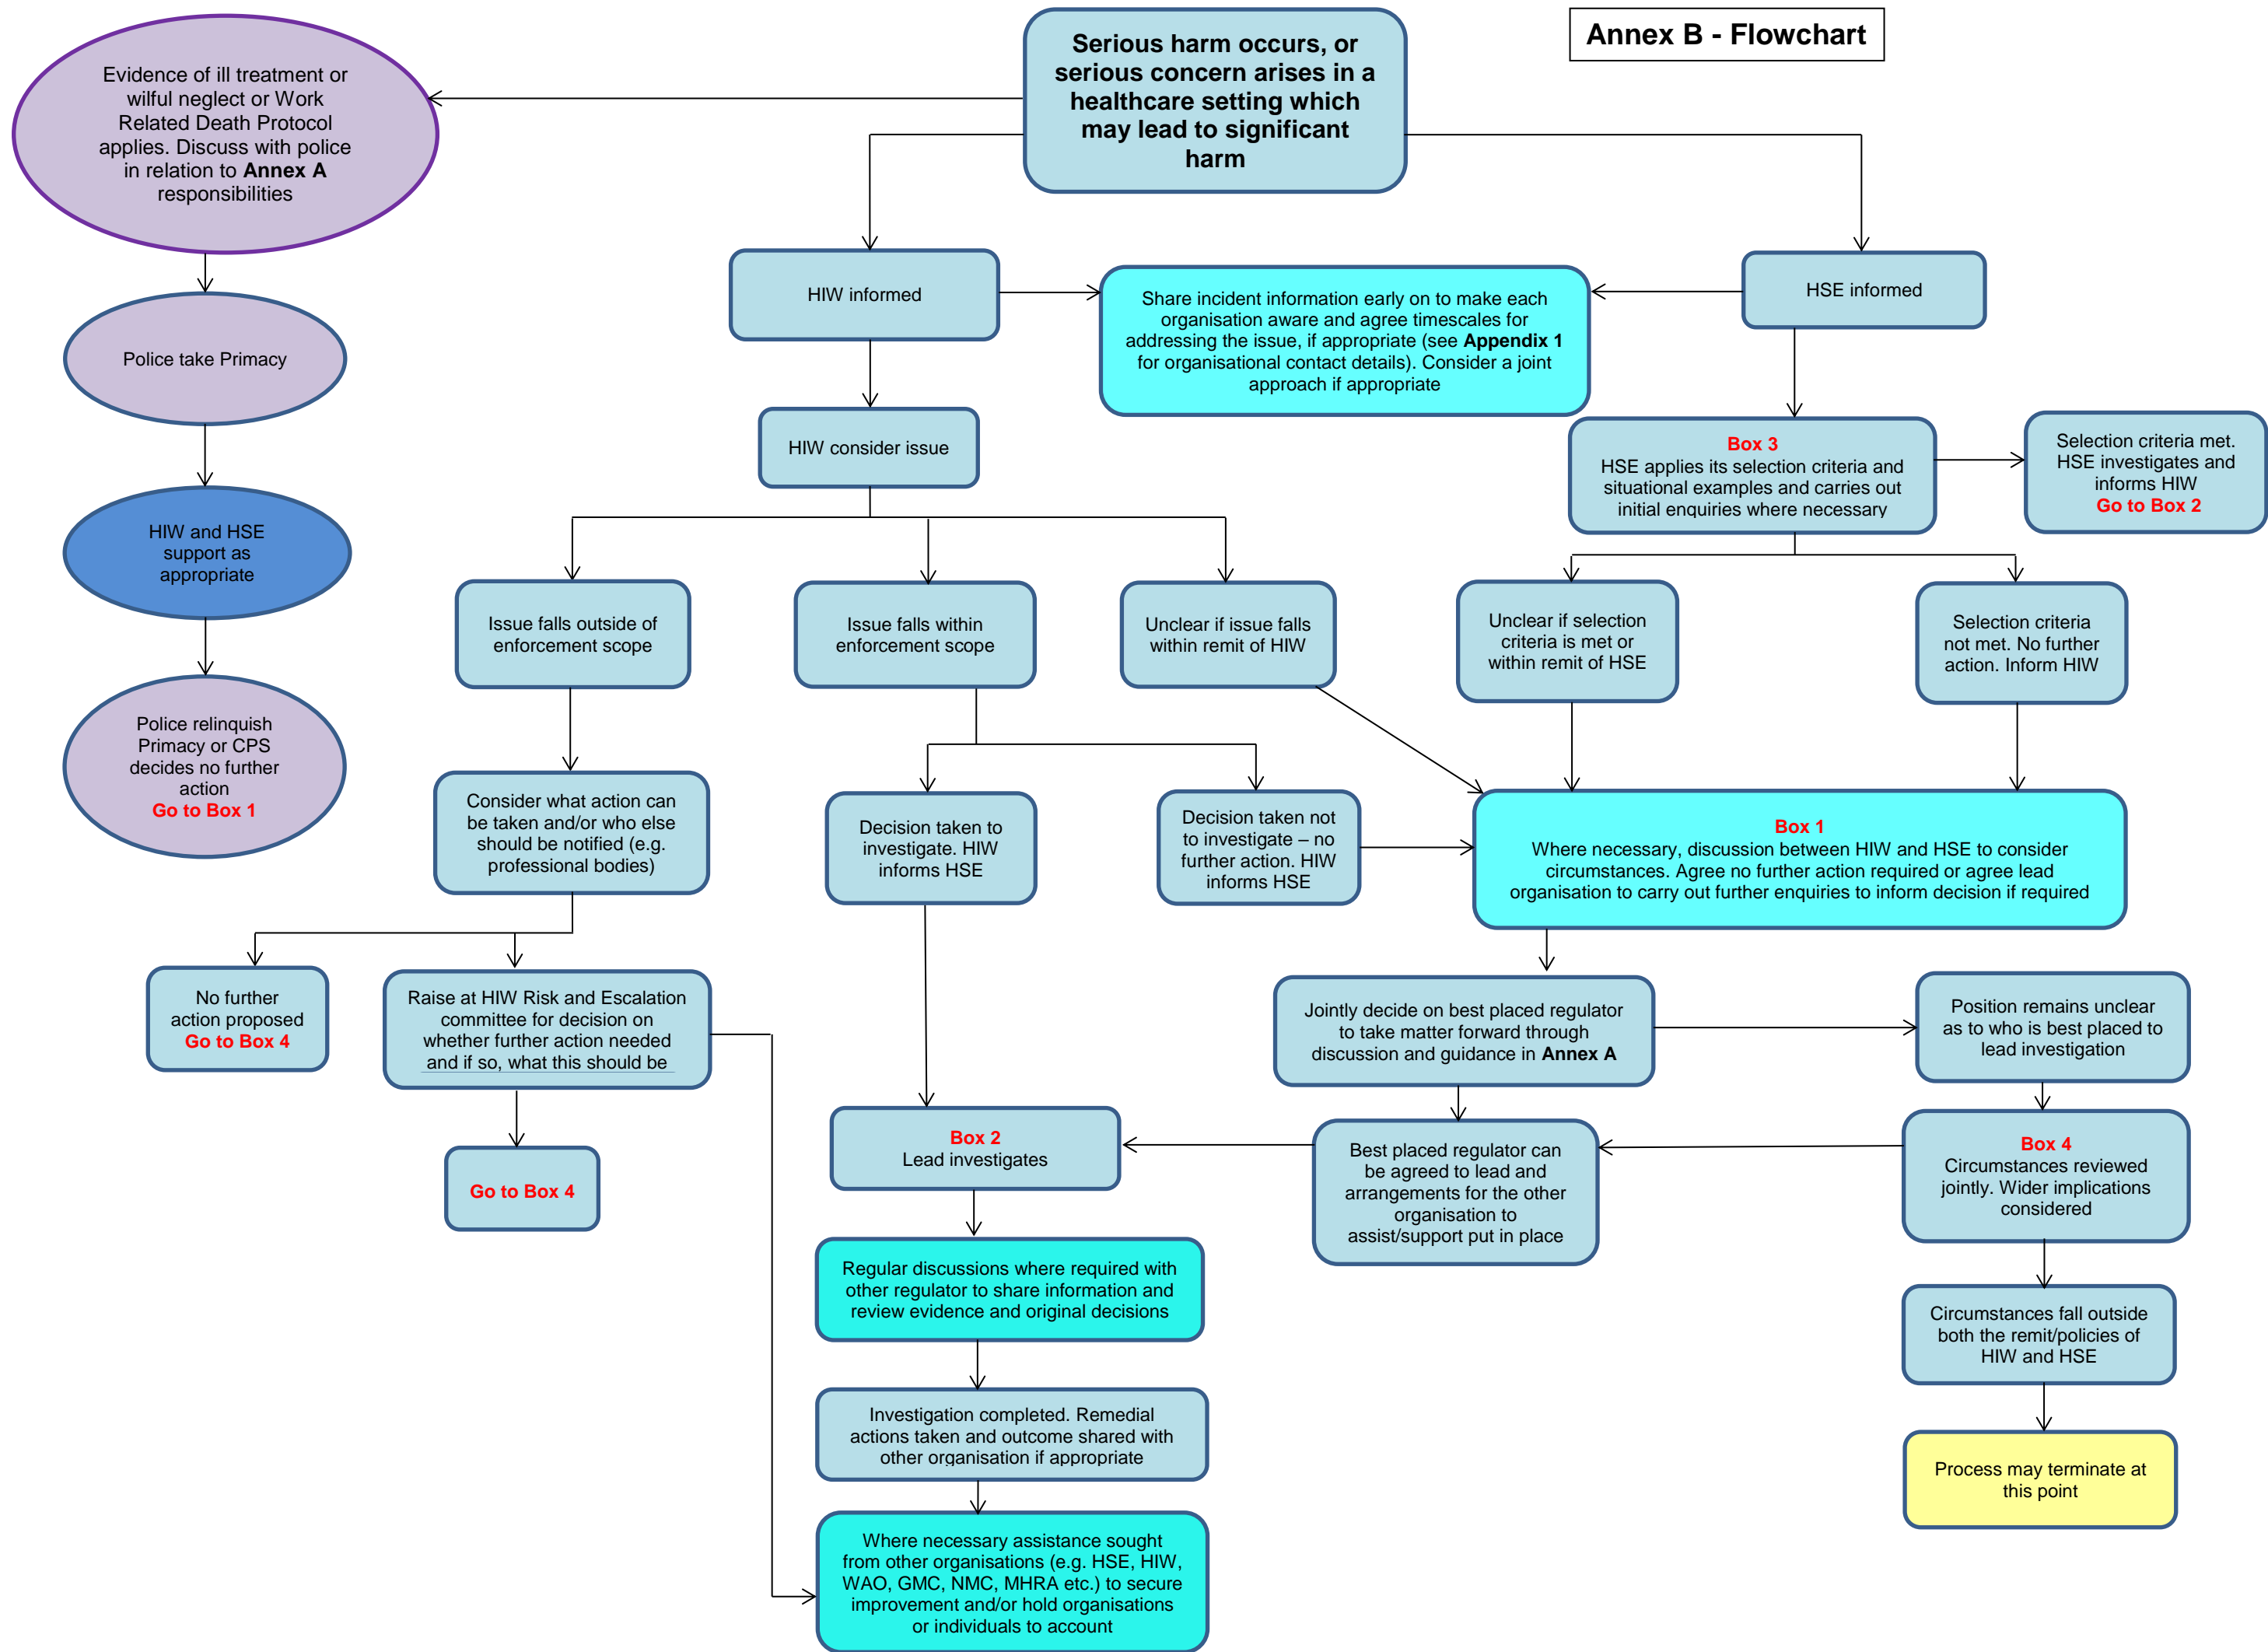 Annex B - Flowchart
Serious harm occurs, or
serious concern arises in a
healthcare setting which
may lead to significant
harm
Evidence of ill treatment or
wilful neglect or Work
Related Death Protocol
applies. Discuss with police
in relation to Annex A
responsibilities
HIW informed
Share incident information early on to make each
organisation aware and agree timescales for
addressing the issue, if appropriate (see Appendix 1
for organisational contact details). Consider a joint
approach if appropriate
HSE informed
Police take Primacy
HIW consider issue
Box 3
HSE applies its selection criteria and
situational examples and carries out
initial enquiries where necessary
Selection criteria met.
HSE investigates and
informs HIW
Go to Box 2
HIW and HSE
support as
appropriate
Issue falls outside of
enforcement scope
Issue falls within
enforcement scope
Unclear if issue falls
within remit of HIW
Unclear if selection
criteria is met or
within remit of HSE
Selection criteria
not met. No further
action. Inform HIW
Police relinquish
Primacy or CPS
decides no further
action
Go to Box 1
Consider what action can
be taken and/or who else
should be notified (e.g.
professional bodies)
Decision taken to
investigate. HIW
informs HSE
Decision taken not
to investigate – no
further action. HIW
informs HSE
Box 1
Where necessary, discussion between HIW and HSE to consider
circumstances. Agree no further action required or agree lead
organisation to carry out further enquiries to inform decision if required
No further
action proposed
Go to Box 4
Raise at HIW Risk and Escalation
committee for decision on
whether further action needed
and if so, what this should be
Jointly decide on best placed regulator
to take matter forward through
discussion and guidance in Annex A
Position remains unclear
as to who is best placed to
lead investigation
Go to Box 4
Box 2
Lead investigates
Best placed regulator can
be agreed to lead and
arrangements for the other
organisation to
assist/support put in place
Box 4
Circumstances reviewed
jointly. Wider implications
considered
Regular discussions where required with
other regulator to share information and
review evidence and original decisions
Circumstances fall outside
both the remit/policies of
HIW and HSE
Investigation completed. Remedial
actions taken and outcome shared with
other organisation if appropriate
Process may terminate at
this point
Where necessary assistance sought
from other organisations (e.g. HSE, HIW,
WAO, GMC, NMC, MHRA etc.) to secure
improvement and/or hold organisations
or individuals to account